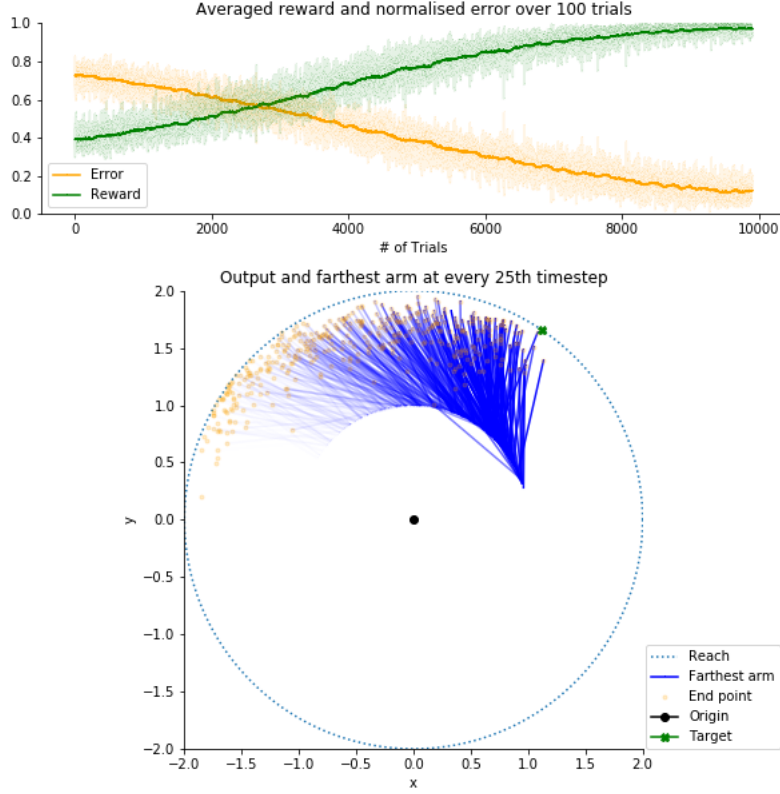 Averaged reward and normalised error over 100 trials
1.0
0.8
0.6
0.4
0.2
0.0
Error
Reward
0 2000 4000 6000 8000 10000
# of Trials
Output and farthest arm at every 25th timestep
2.0
1.5
1.0
0.5
0.0
−0.5
−1.0
−1.5
−2.0
y
−2.0 −1.5 −1.0 −0.5 0.0 0.5 1.0 1.5 2.0
x
Reach
Farthest arm
End point
Origin
Target